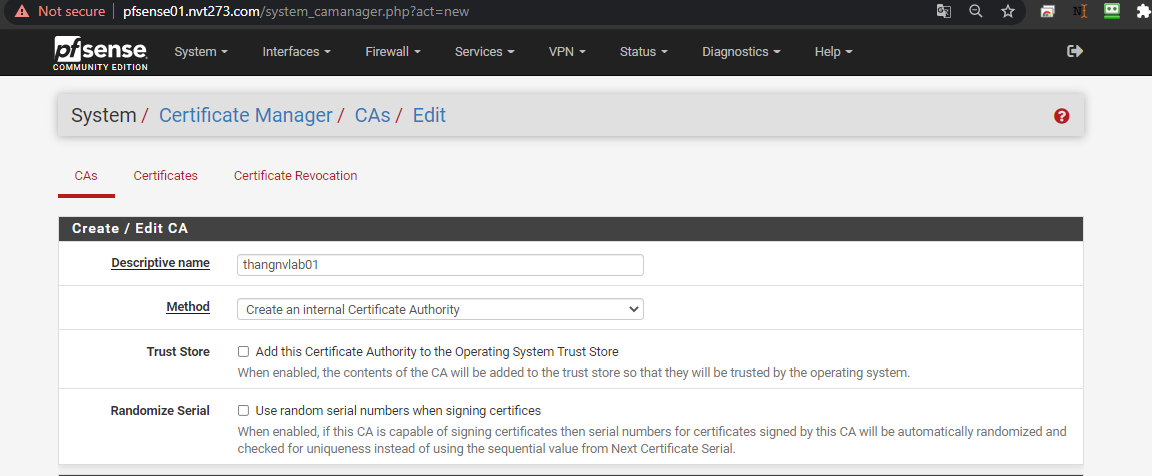 Not secure | pfsense01.nvt273.com/system_camanager.php?act=new
pfsense
COMMUNITY EDITION
System Interfaces Firewall Services VPN Status Diagnostics Help
System / Certificate Manager / CAs / Edit
CAs Certificates Certificate Revocation
Create / Edit CA
Descriptive name thangnvlab01
Method Create an internal Certificate Authority
Trust Store Add this Certificate Authority to the Operating System Trust Store
When enabled, the contents of the CA will be added to the trust store so that they will be trusted by the operating system.
Randomize Serial Use random serial numbers when signing certifices
When enabled, if this CA is capable of signing certificates then serial numbers for certificates signed by this CA will be automatically randomized and
checked for uniqueness instead of using the sequential value from Next Certificate Serial.